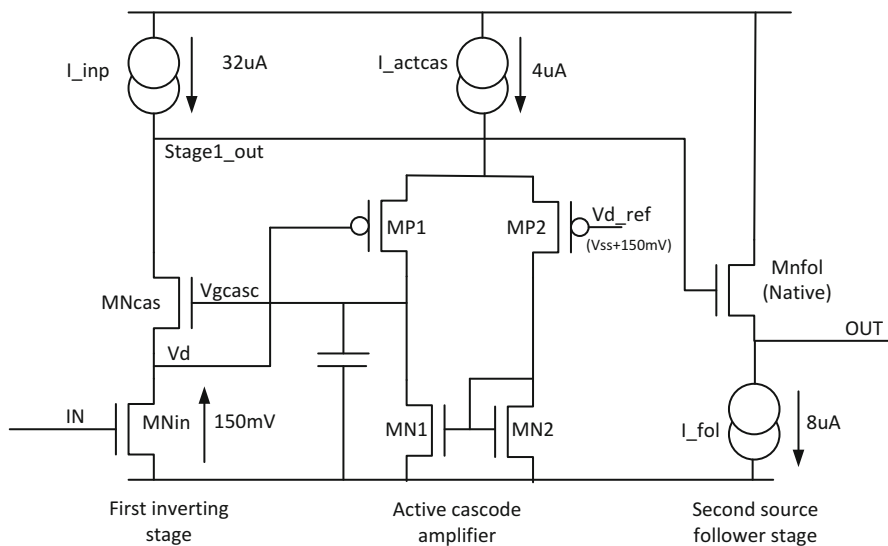 I_inp
32uA
I_actcas
4uA
Stage1_out
MP1
MP2
Vd_ref
(Vss+150mV)
Mnfol
(Native)
MNcas
Vgcasc
OUT
Vd
IN
MNin
150mV
MN1
MN2
I_fol
8uA
First inverting
stage
Active cascode
amplifier
Second source
follower stage